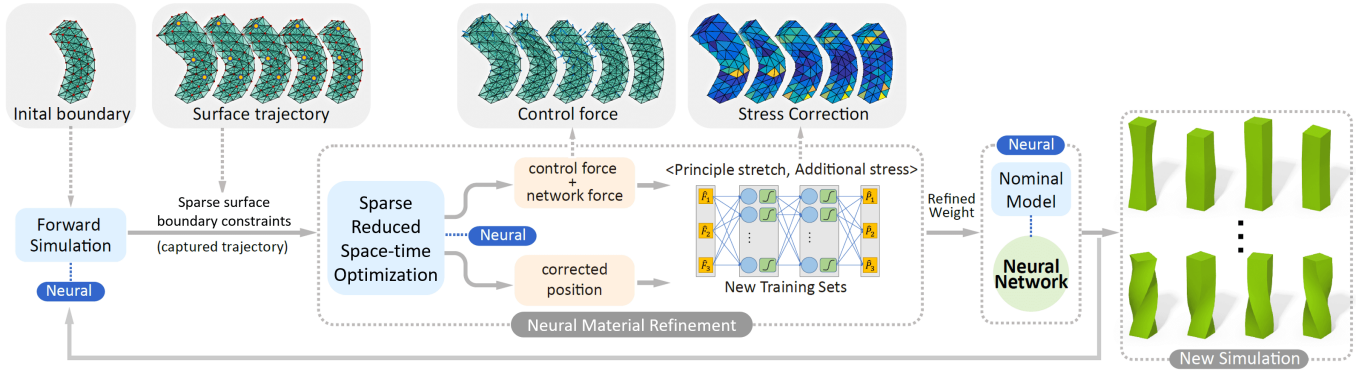 Inital boundary
Surface trajectory
Control force
Stress Correction
Forward
Simulation
Neural
Sparse surface
boundary constraints
(captured trajectory)
Sparse
Reduced
Space-time
Optimization
Neural
control force
+
network force
corrected
position
<Principle stretch, Additional stress>
New Training Sets
Neural Material Refinement
Refined
Weight
Neural
Nominal
Model
Neural
Network
New Simulation